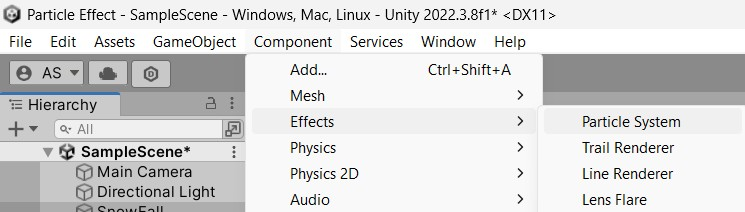 Particle Effect - SampleScene - Windows, Mac, Linux - Unity 2022.3.8f1* <DX11>
File Edit Assets GameObject Component Services Window Help
AS
Add... Ctrl+Shift+A
Hierarchy
Mesh
All
Effects
Particle System
SampleScene*
Physics
Trail Renderer
Main Camera
Physics 2D
Line Renderer
Directional Light
Audio
Lens Flare
SnowFall